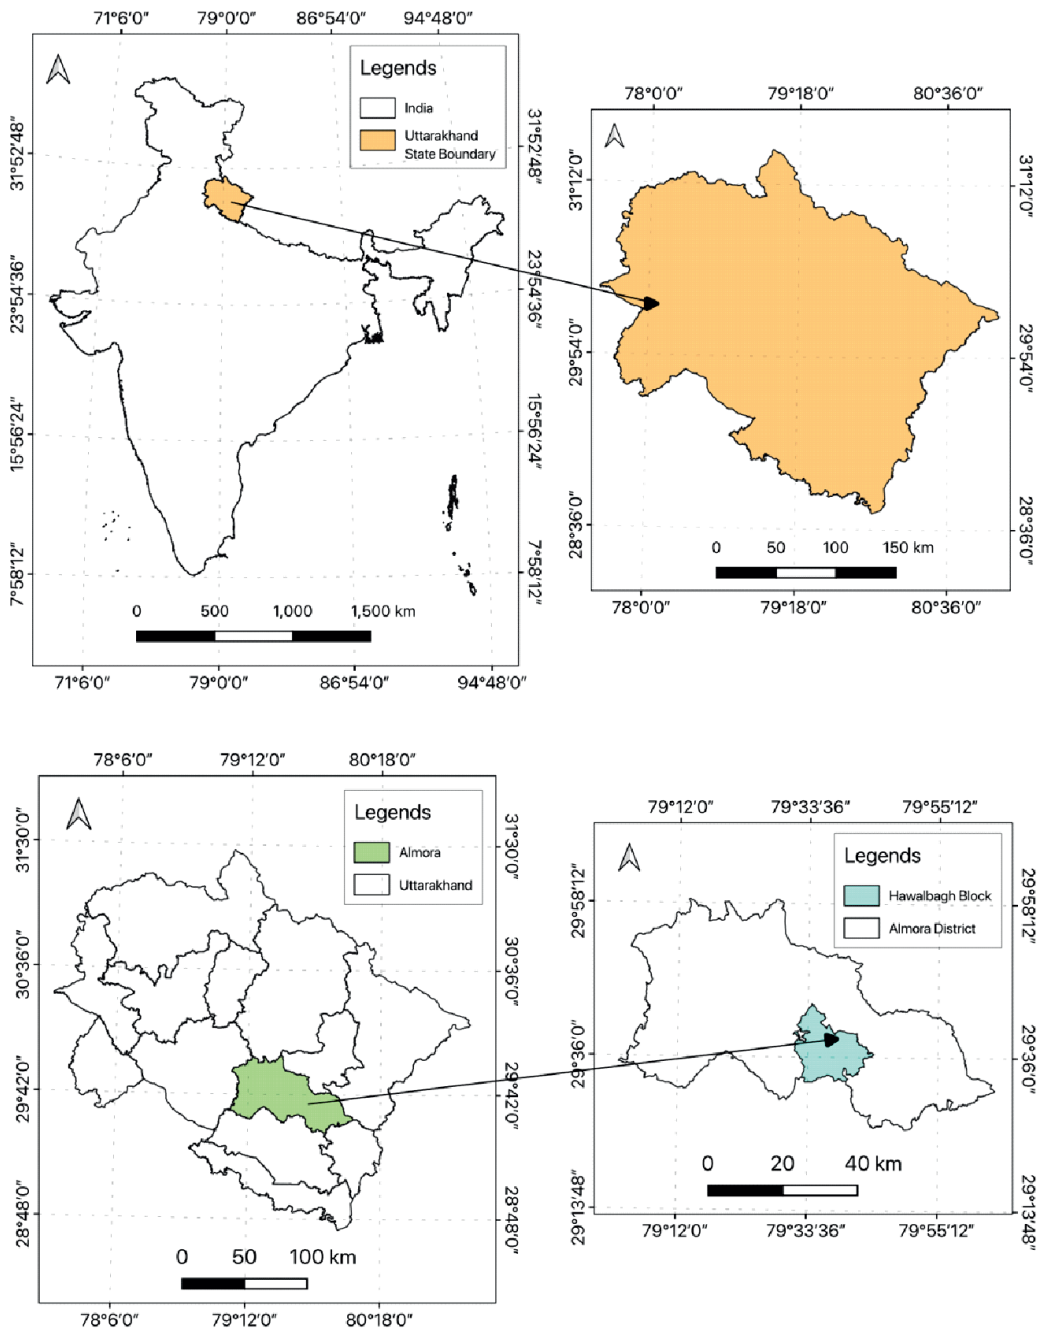 71°6′0″ 79°0′0″ 86°54′0″ 94°48′0″
Legends
India
Uttarakhand
State Boundary
31°52′48″
23°54′36″
15°56′24″
7°58′12″
31°52′48″
23°54′36″
15°56′24″
7°58′12″
0 500 1,000 1,500 km
71°6′0″ 79°0′0″ 86°54′0″ 94°48′0″
78°0′0″ 79°18′0″ 80°36′0″
31°12′0″
29°54′0″
28°36′0″
31°12′0″
29°54′0″
28°36′0″
0 50 100 150 km
78°0′0″ 79°18′0″ 80°36′0″
78°6′0″ 79°12′0″ 80°18′0″
Legends
Almora
Uttarakhand
31°30′0″
30°36′0″
29°42′0″
28°48′0″
31°30′0″
30°36′0″
29°42′0″
28°48′0″
0 50 100 km
78°6′0″ 79°12′0″ 80°18′0″
79°12′0″ 79°33′36″ 79°55′12″
Legends
Hawalbagh Block
Almora District
29°58′12″
29°36′0″
29°13′48″
29°58′12″
29°36′0″
29°13′48″
0 20 40 km
79°12′0″ 79°33′36″ 79°55′12″